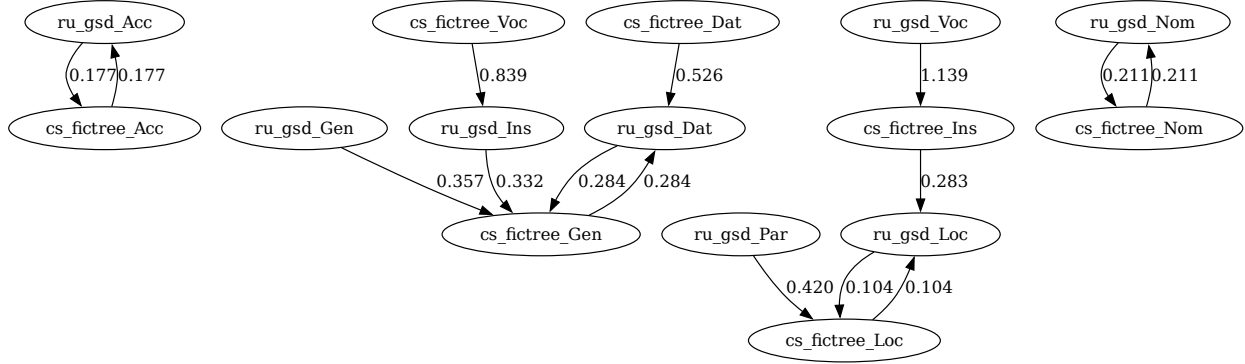 ru_gsd_Acc
cs_fictree_Voc
cs_fictree_Dat
ru_gsd_Voc
ru_gsd_Nom
0.177
0.177
0.839
0.526
1.139
0.211
0.211
cs_fictree_Acc
ru_gsd_Gen
ru_gsd_Ins
ru_gsd_Dat
cs_fictree_Ins
cs_fictree_Nom
0.357
0.332
0.284
0.284
0.283
cs_fictree_Gen
ru_gsd_Par
ru_gsd_Loc
0.420
0.104
0.104
cs_fictree_Loc